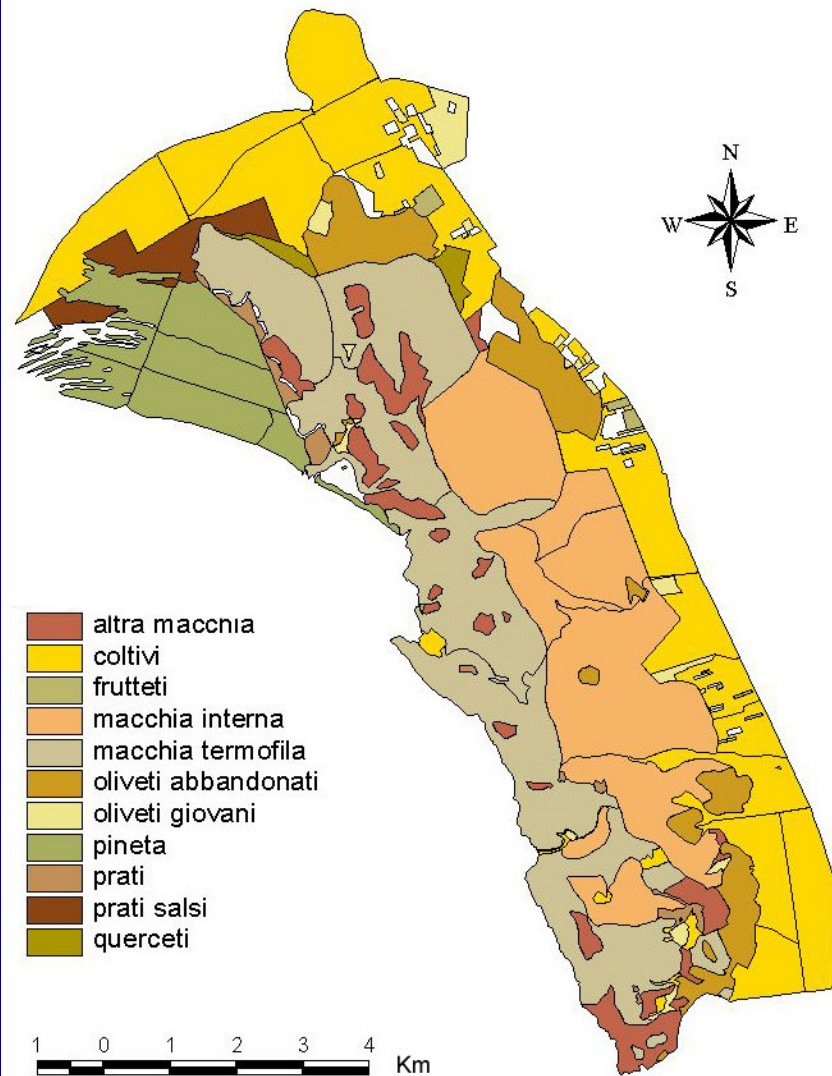 N
W E
S
altra macchia
coltivi
frutteti
macchia interna
macchia termofila
oliveti abbandonati
oliveti giovani
pineta
prati
prati salsi
querceti
1 0 1 2 3 4
Km